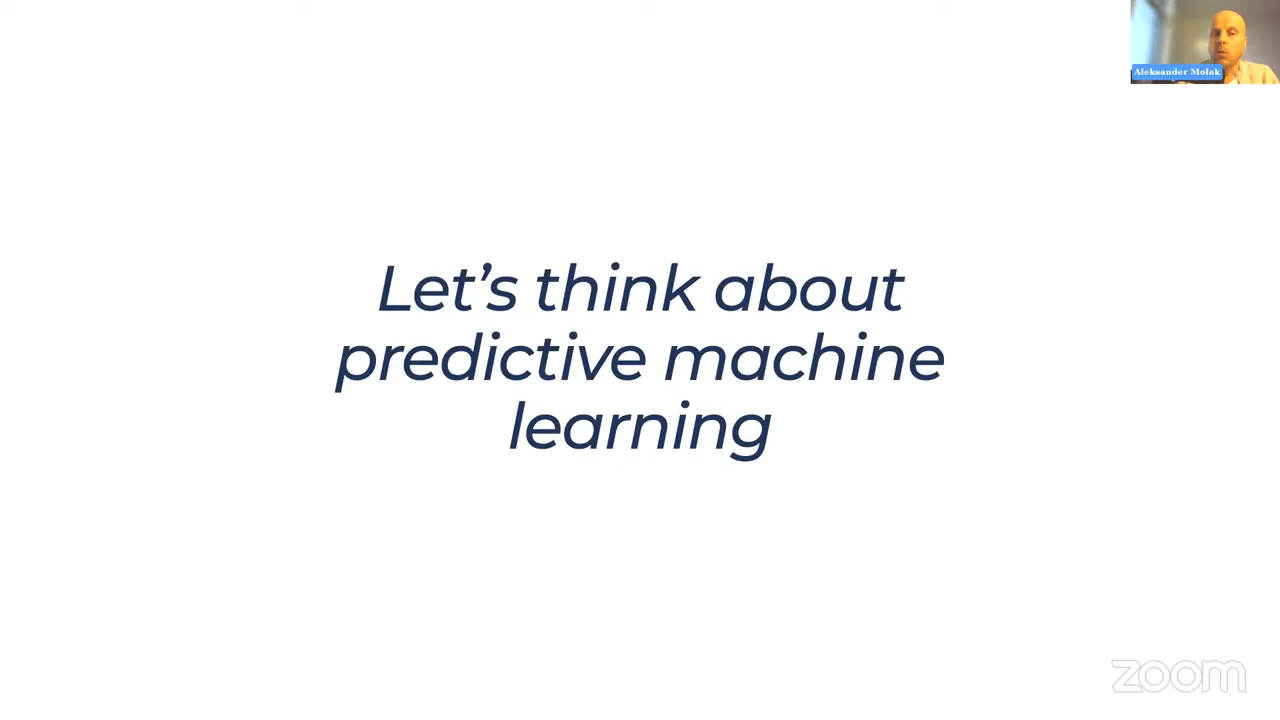 Aleksander Molak
Let’s think about
predictive machine
learning
zoom